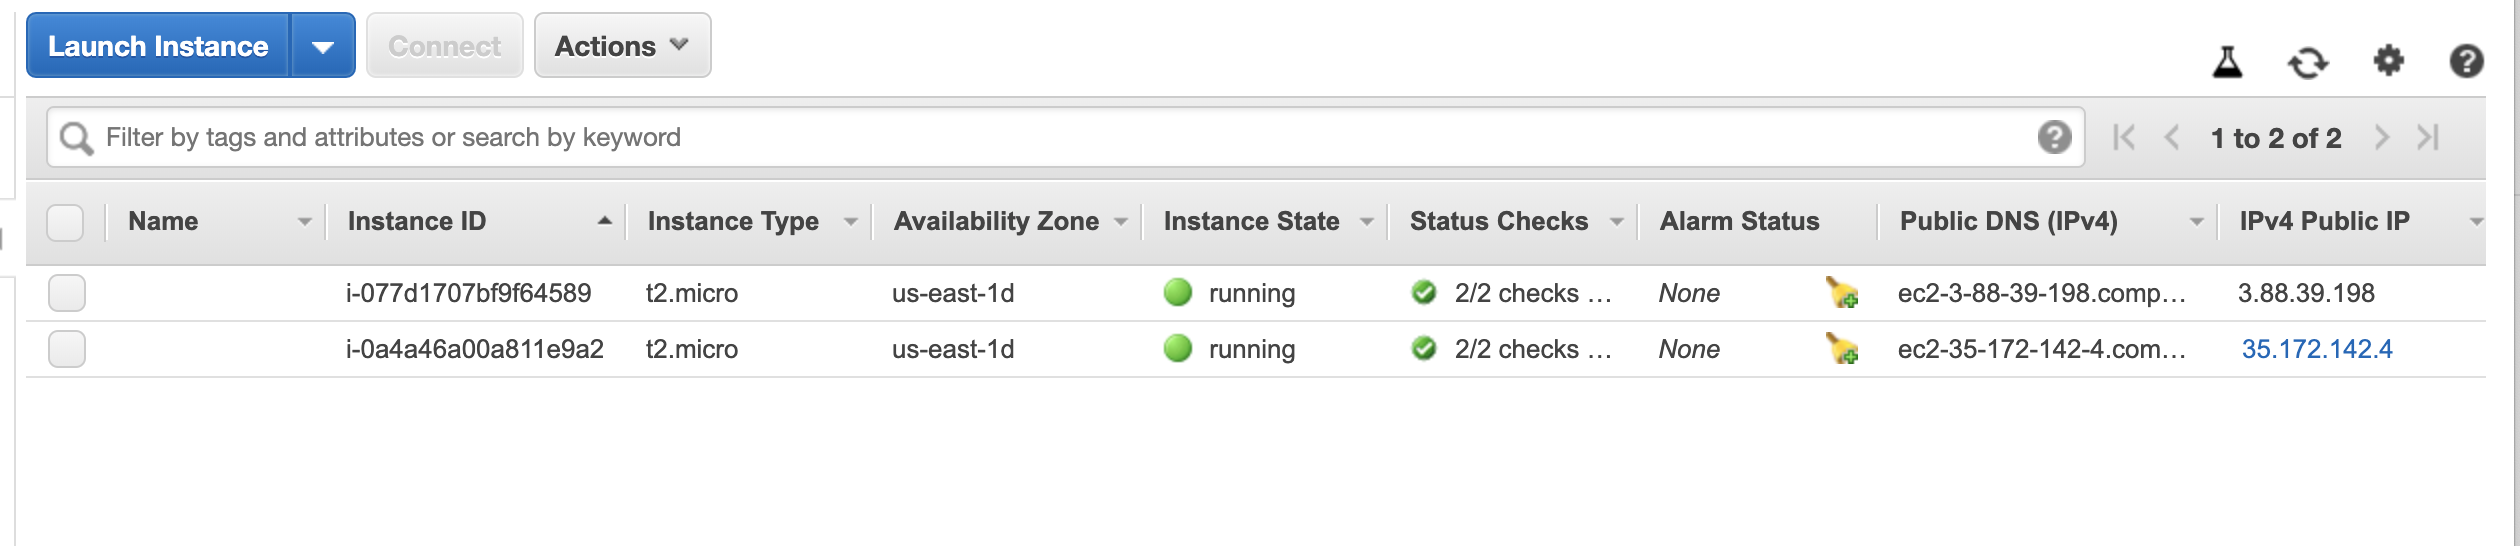 Launch Instance Connect Actions
Filter by tags and attributes or search by keyword 1 to 2 of 2
Name Instance ID Instance Type Availability Zone Instance State Status Checks Alarm Status Public DNS (IPv4) IPv4 Public IP
i-077d1707bf9f64589 t2.micro us-east-1d running 2/2 checks ... None ec2-3-88-39-198.comp... 3.88.39.198
i-0a4a46a00a811e9a2 t2.micro us-east-1d running 2/2 checks ... None ec2-35-172-142-4.com... 35.172.142.4